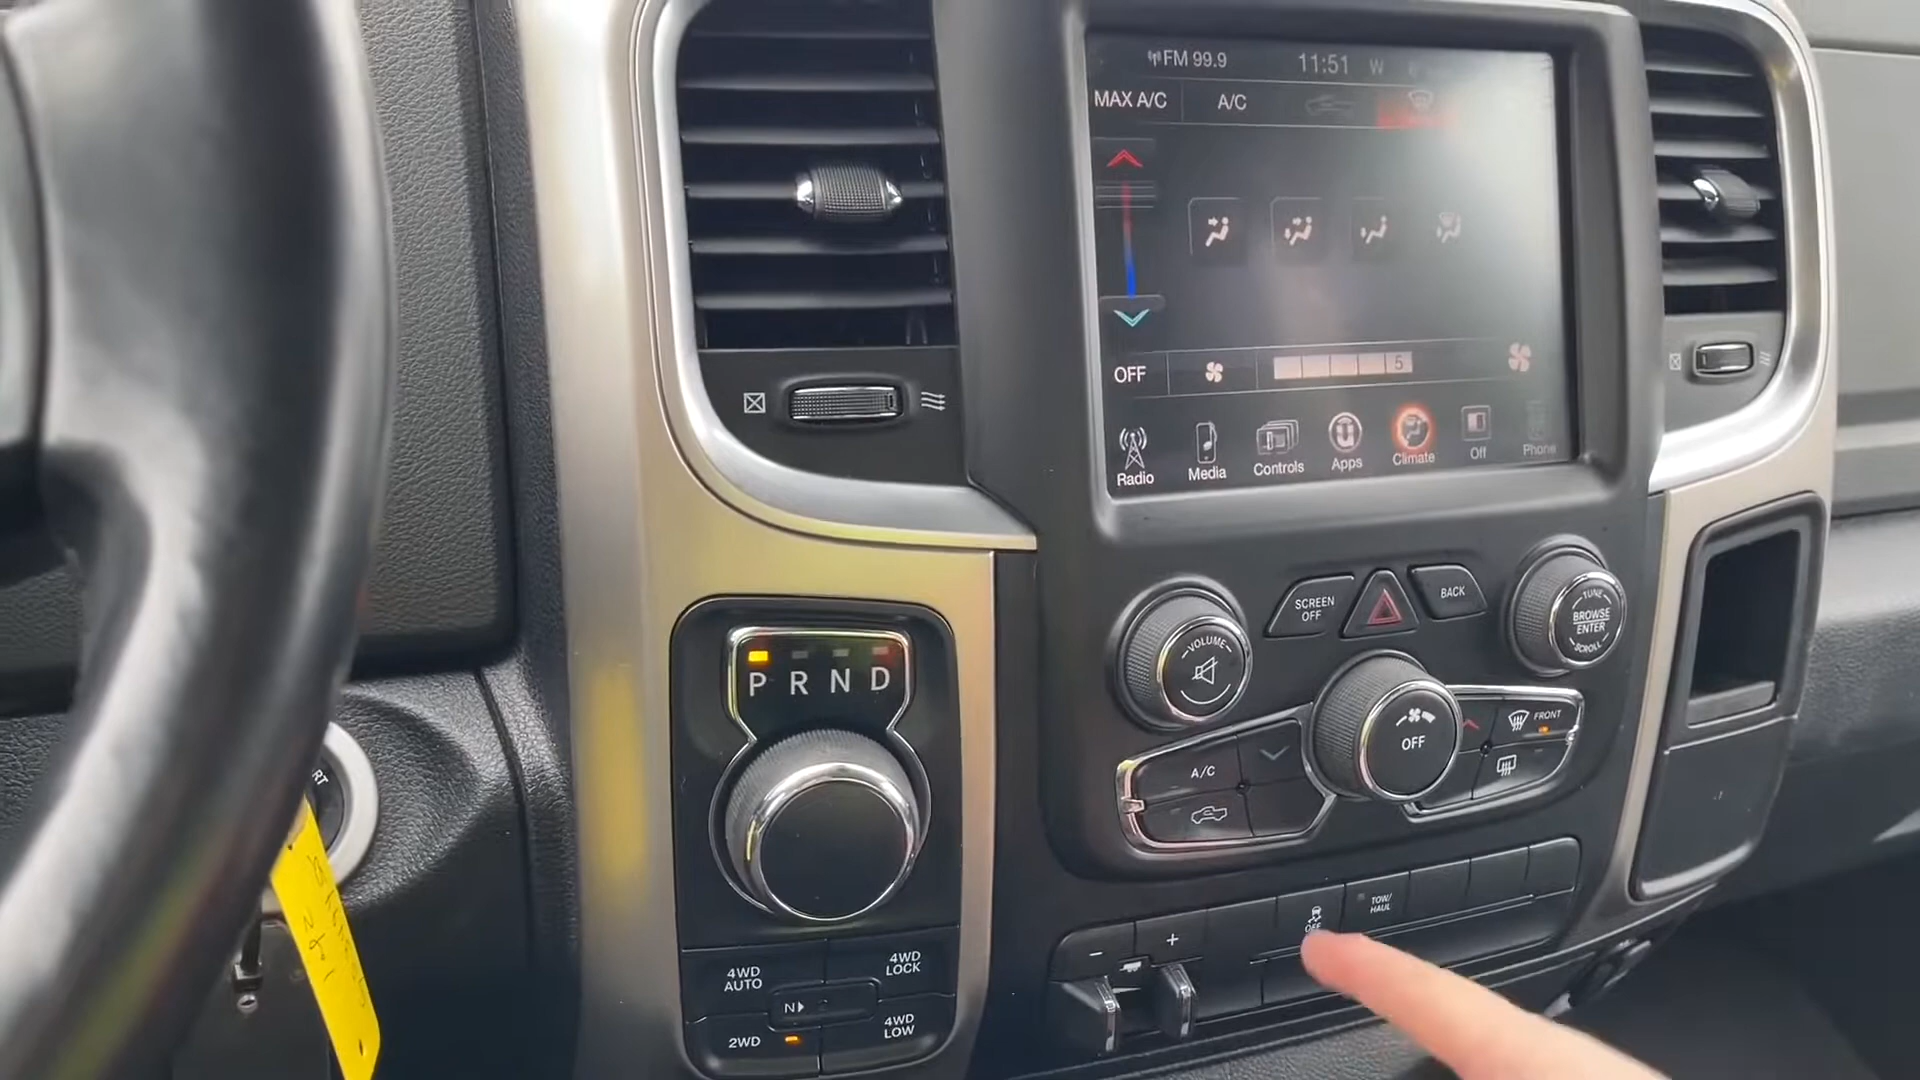 FM 99.9
11:51
W
MAX A/C
A/C
OFF
5
Radio
Media
Controls
Apps
Climate
Off
Phone
SCREEN
OFF
BACK
VOLUME
TUNE
BROWSE
ENTER
SCROLL
P R N D
FRONT
OFF
A/C
RT
OFF
TOW/
HAUL
-
+
4WD
AUTO
4WD
LOCK
N
2WD
4WD
LOW